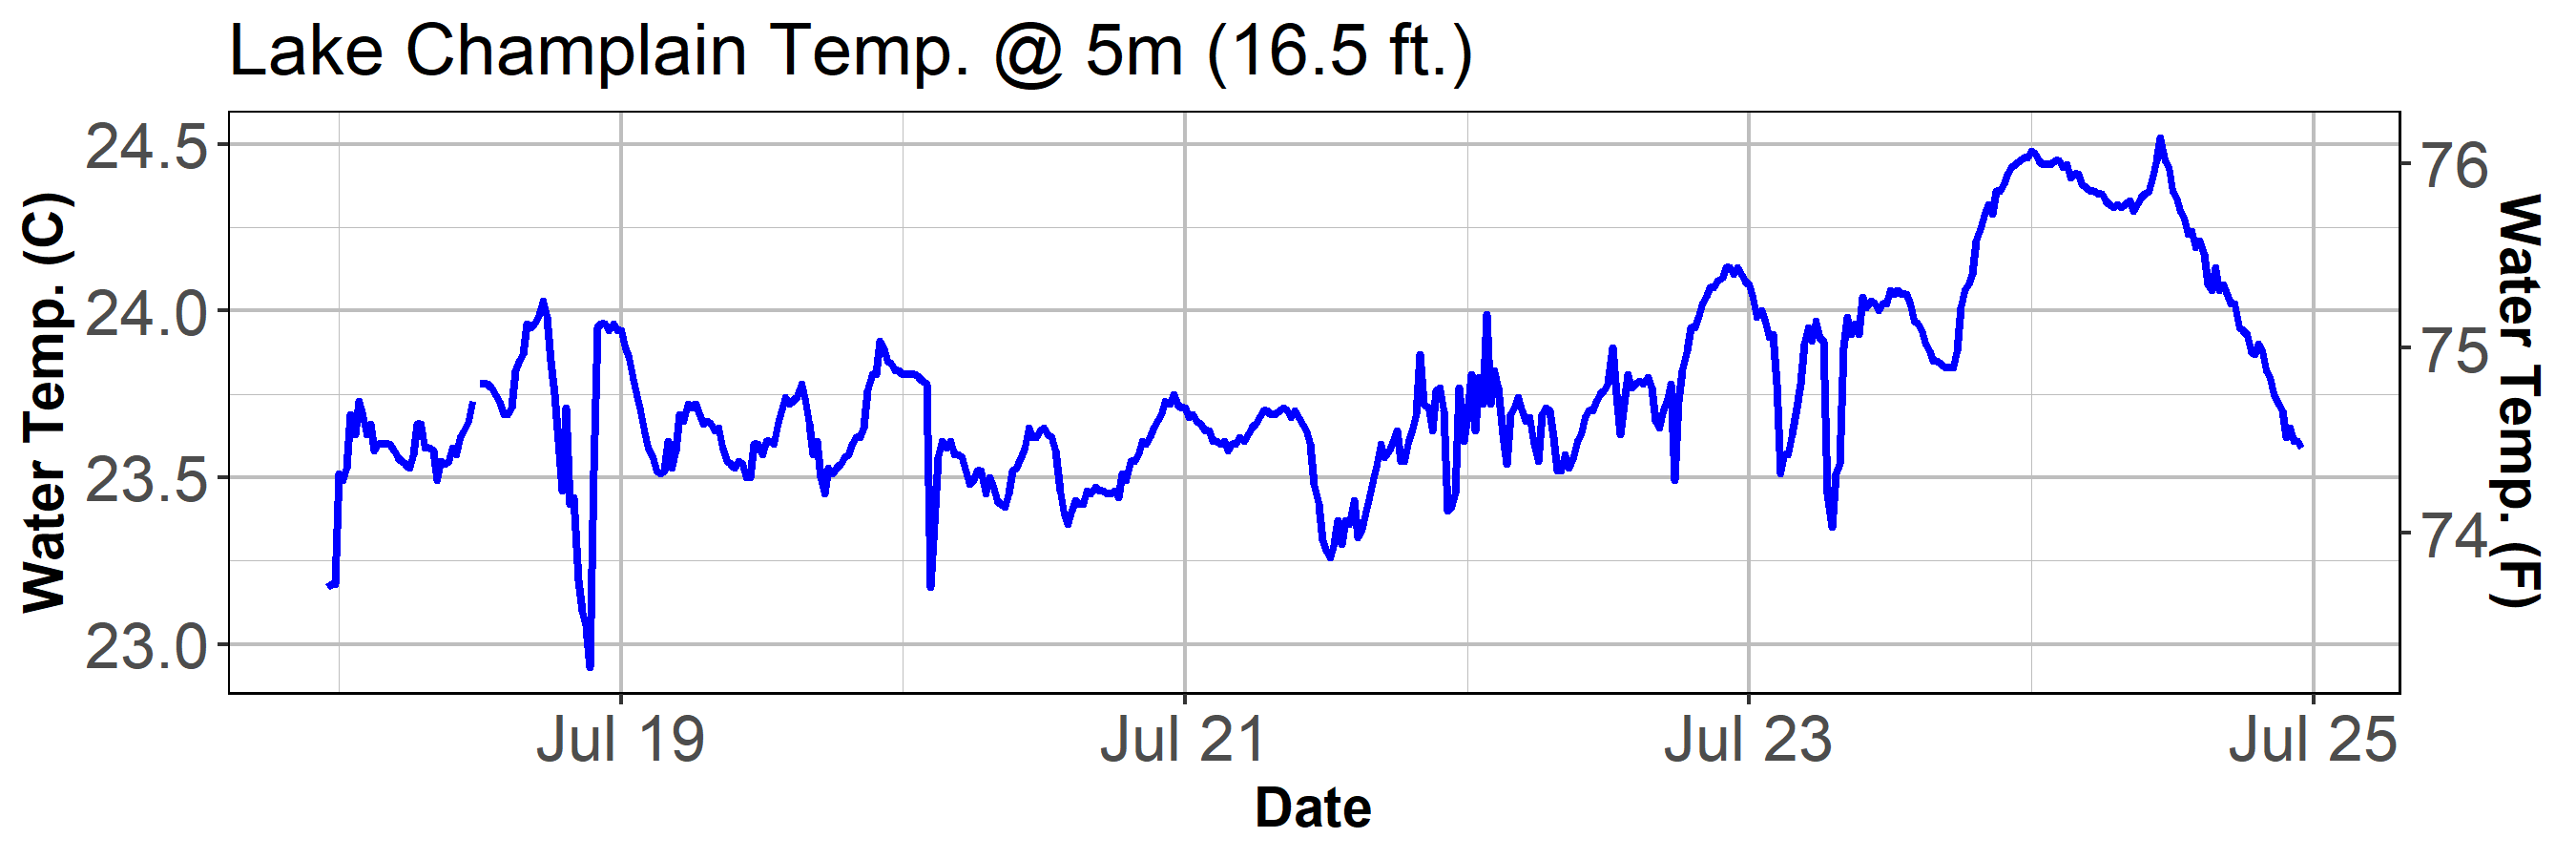 Lake Champlain Temp. @ 5m (16.5 ft.)
Water Temp. (C)
24.5
24.0
23.5
23.0
76
75
74
Water Temp. (F)
Jul 19 Jul 21 Jul 23 Jul 25
Date